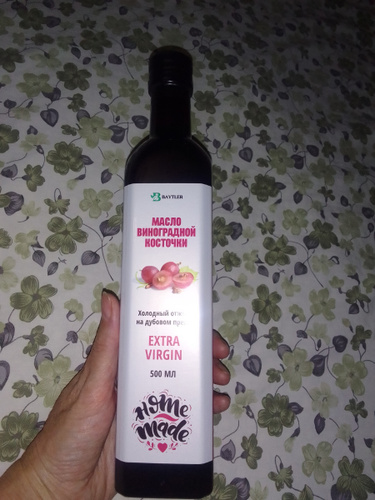 BAYTLER
МАСЛО
ВИНОГРАДНОЙ
КОСТОЧКИ
Холодный
на дубовом
EXTRA
VIRGIN
500 МЛ
Home
made